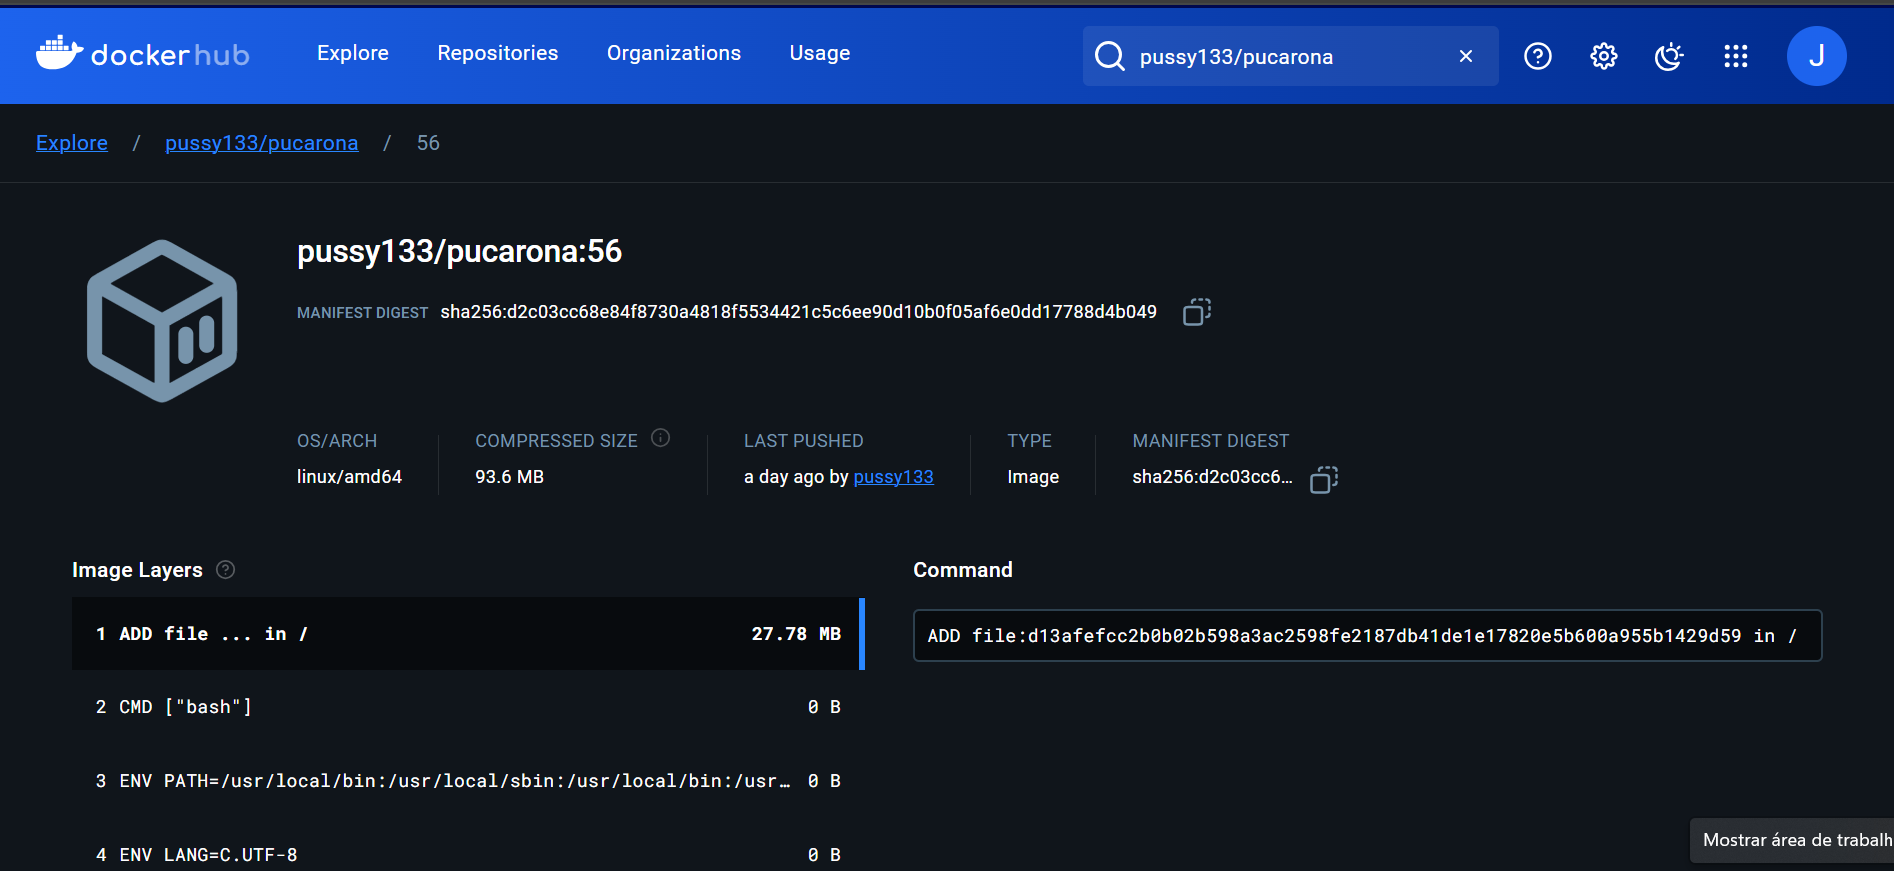 dockerhub Explore Repositories Organizations Usage pussy133/pucarona J
Explore / pussy133/pucarona / 56
pussy133/pucarona:56
MANIFEST DIGEST sha256:d2c03cc68e84f8730a4818f5534421c5c6ee90d10b0f05af6e0dd17788d4b049
OS/ARCH COMPRESSED SIZE LAST PUSHED TYPE MANIFEST DIGEST
linux/amd64 93.6 MB a day ago by pussy133 Image sha256:d2c03cc6...
Image Layers Command
1 ADD file ... in / 27.78 MB
ADD file:d13afefcc2b0b02b598a3ac2598fe2187db41de1e17820e5b600a955b1429d59 in /
2 CMD ["bash"] 0 B
3 ENV PATH=/usr/local/bin:/usr/local/sbin:/usr/local/bin:/usr… 0 B
4 ENV LANG=C.UTF-8 0 B
Mostrar área de trabalh